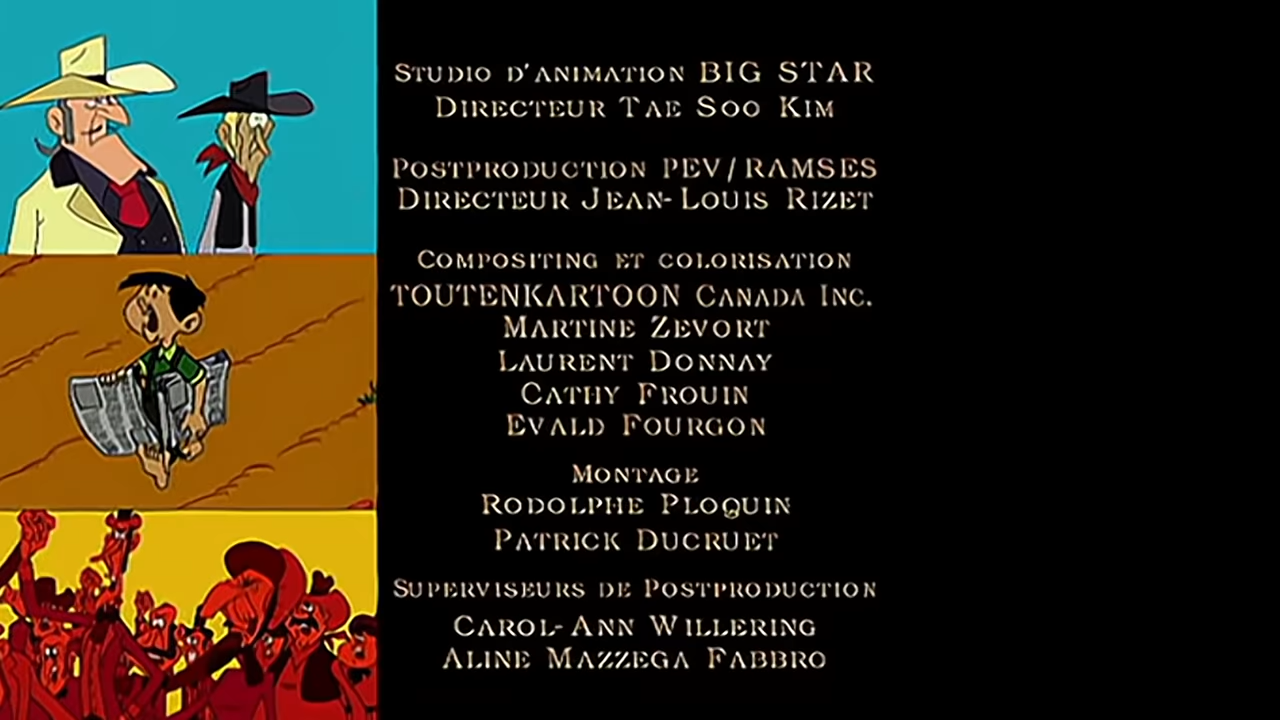 Studio d'animation BIG STAR
Directeur Tae Soo Kim
Postproduction PEV/RAMSES
Directeur Jean-Louis Rizet
Compositing et colorisation
TOUTENKARTOON Canada Inc.
Martine Zevort
Laurent Donnay
Cathy Frouin
Evald Fourgon
Montage
Rodolphe Ploquin
Patrick Ducruet
Superviseurs de Postproduction
Carol-Ann Willering
Aline Mazzega Fabbro